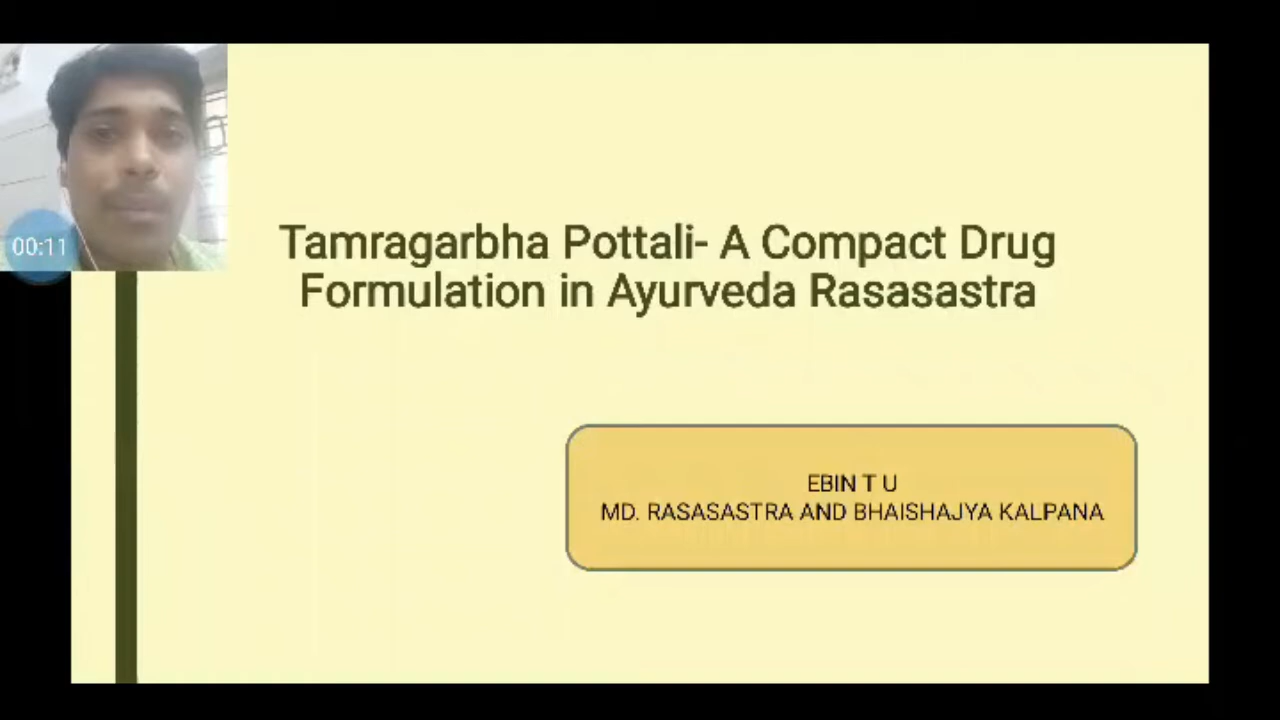 00:11
Tamragarbha Pottali- A Compact Drug
Formulation in Ayurveda Rasasastra
EBIN T U
MD. RASASASTRA AND BHAISHAJYA KALPANA